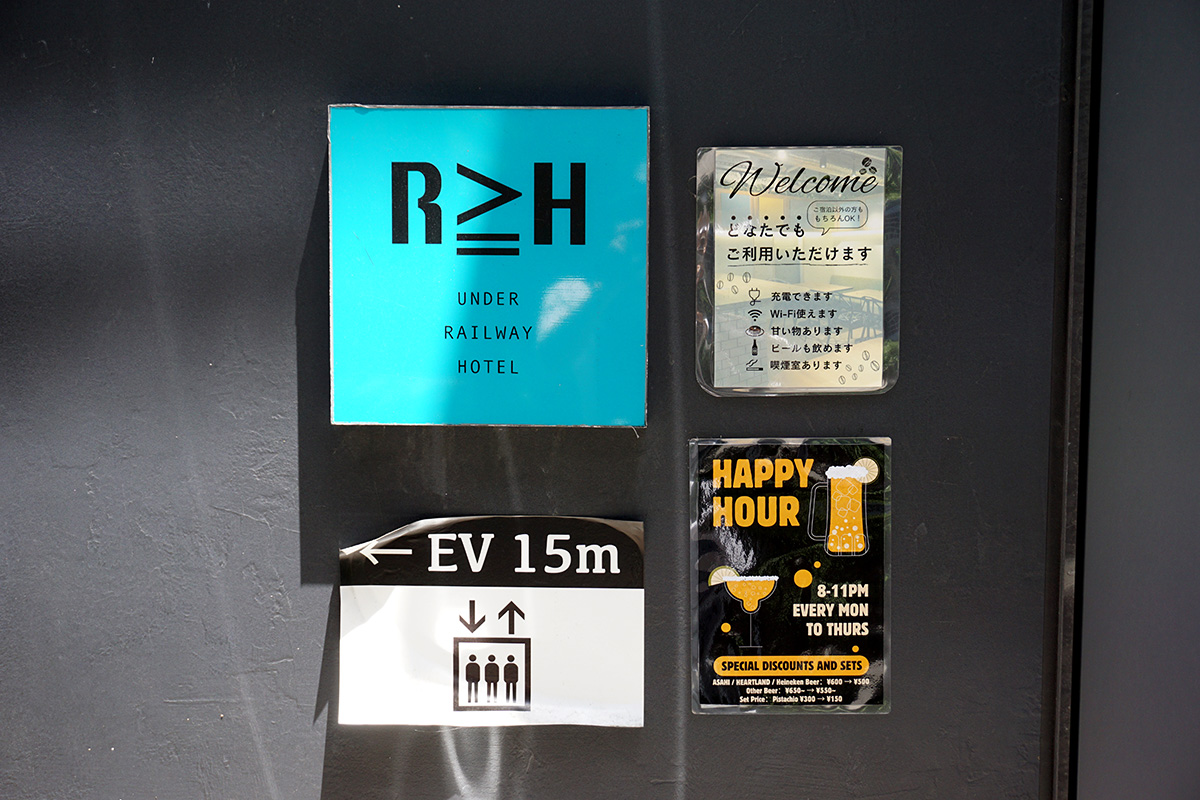 R≧H
UNDER
RAILWAY
HOTEL
Welcome
ご宿泊以外の方も
もちろんOK！
どなたでも
ご利用いただけます
充電できます
Wi-Fi使えます
甘い物あります
ビールも飲めます
喫煙室あります
← EV 15m
HAPPY
HOUR
8-11PM
EVERY MON
TO THURS
SPECIAL DISCOUNTS AND SETS
ASAHI / HEARTLAND / Heineken Beer: ¥600 → ¥500
Other Beer: ¥650~ → ¥550~
Set Price: Pistachio ¥300 → ¥150